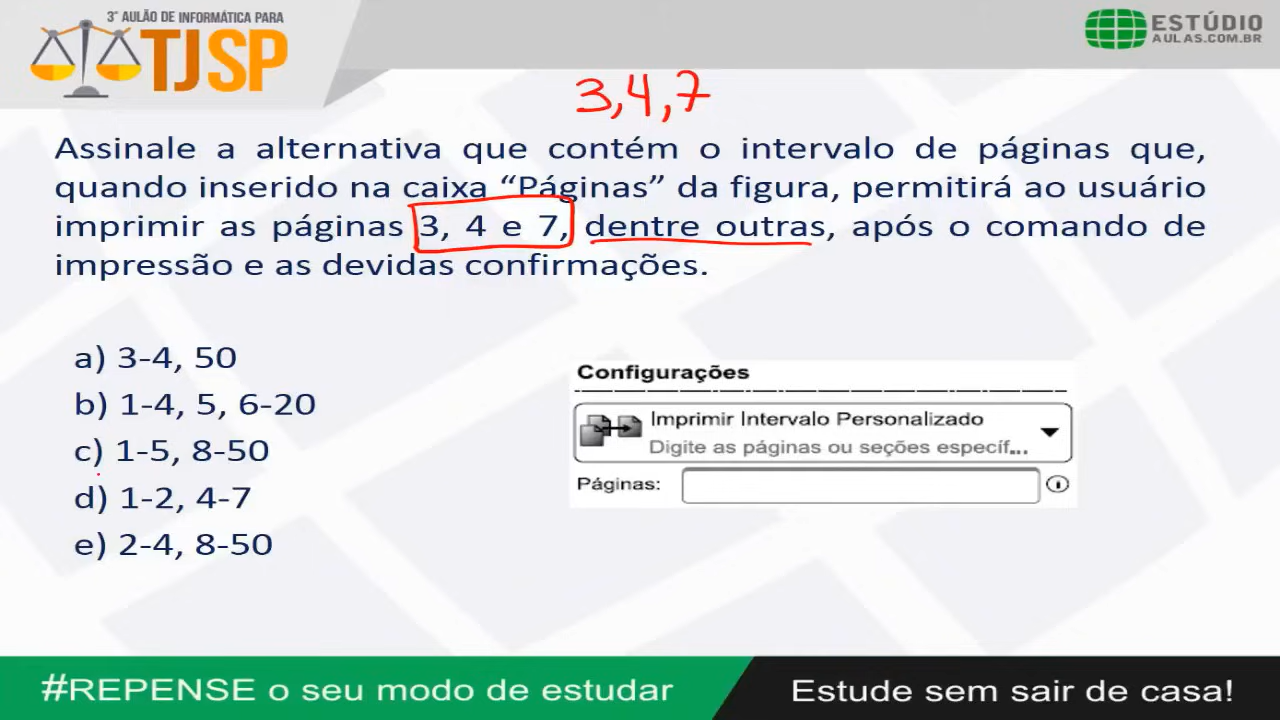 3° AULÃO DE INFORMÁTICA PARA
TJSP
ESTÚDIO
AULAS.COM.BR
3,4,7
Assinale a alternativa que contém o intervalo de páginas que,
quando inserido na caixa “Páginas” da figura, permitirá ao usuário
imprimir as páginas 3, 4 e 7, dentre outras, após o comando de
impressão e as devidas confirmações.
a) 3-4, 50
b) 1-4, 5, 6-20
c) 1-5, 8-50
d) 1-2, 4-7
e) 2-4, 8-50
Configurações
Imprimir Intervalo Personalizado
Digite as páginas ou seções específ...
Páginas:
#REPENSE o seu modo de estudar
Estude sem sair de casa!